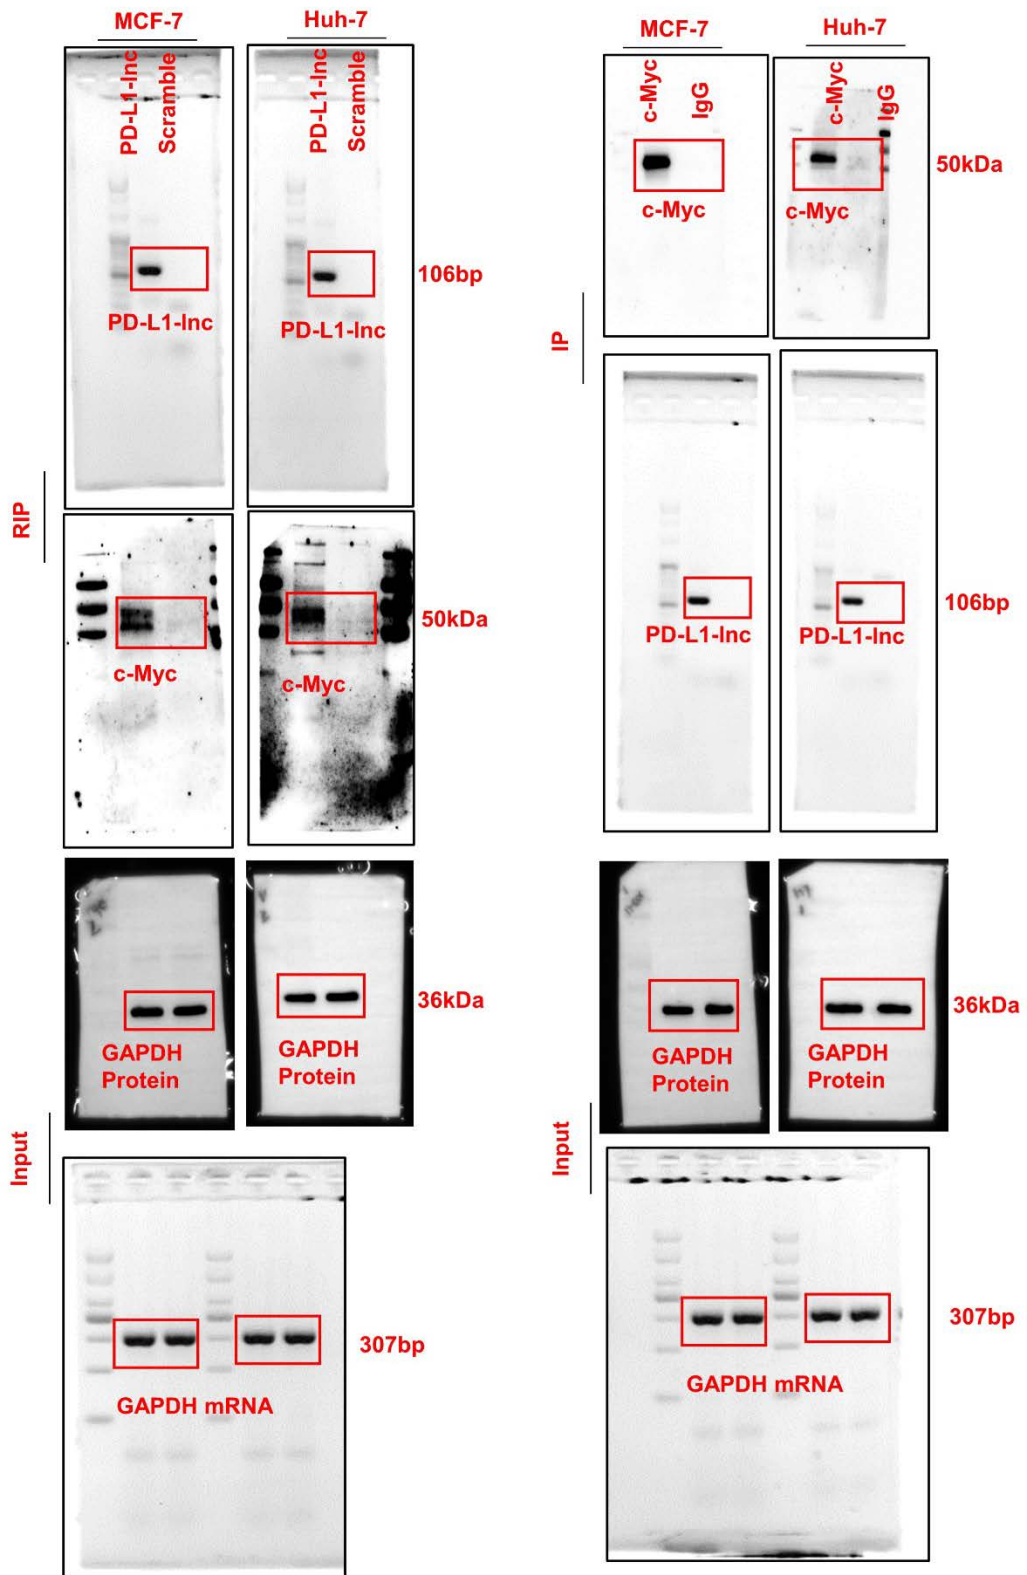 MCF-7
Huh-7
PD-L1-lnc
Scramble
PD-L1-lnc
Scramble
106bp
PD-L1-lnc
PD-L1-lnc
RIP
50kDa
c-Myc
c-Myc
36kDa
GAPDH
Protein
GAPDH
Protein
Input
307bp
GAPDH mRNA
MCF-7
Huh-7
c-Myc
IgG
c-Myc
IgG
50kDa
c-Myc
c-Myc
IP
106bp
PD-L1-lnc
PD-L1-lnc
36kDa
GAPDH
Protein
GAPDH
Protein
Input
307bp
GAPDH mRNA